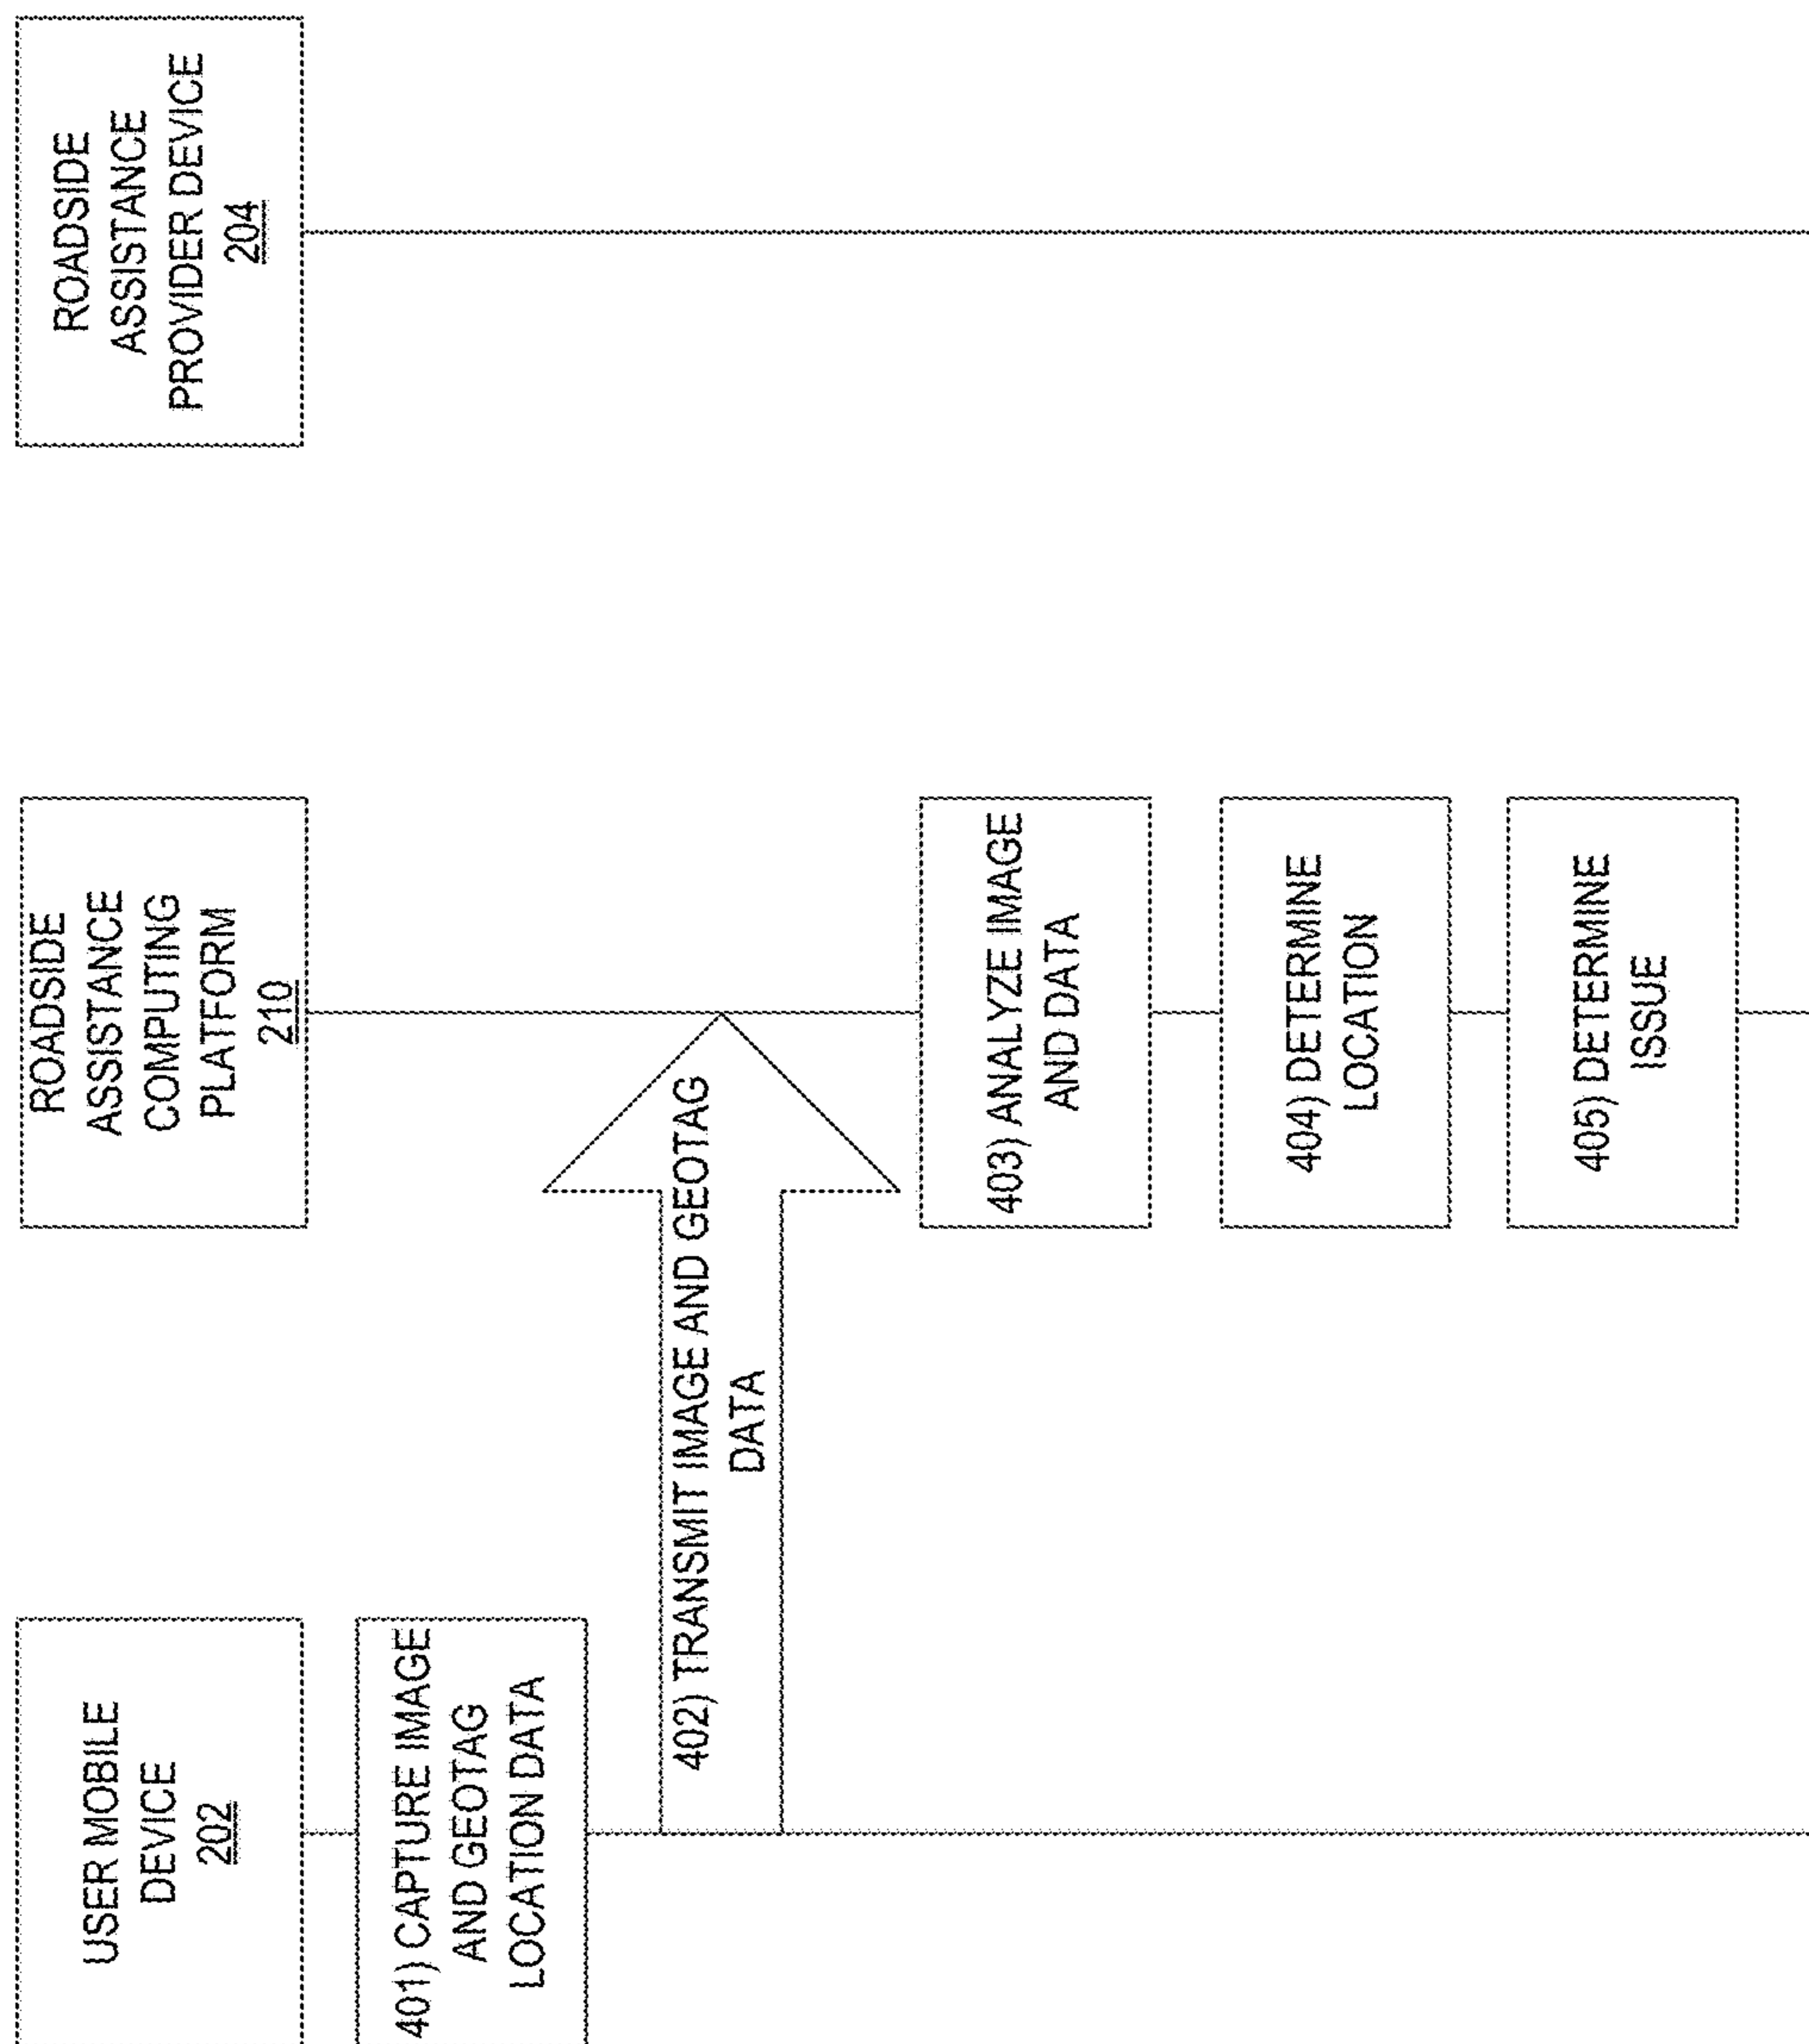 USER MOBILE
DEVICE
202
ROADSIDE
ASSISTANCE
COMPUTING
PLATFORM
210
ROADSIDE
ASSISTANCE
PROVIDER DEVICE
204
401) CAPTURE IMAGE
AND GEOTAG
LOCATION DATA
402) TRANSMIT IMAGE AND GEOTAG
DATA
403) ANALYZE IMAGE
AND DATA
404) DETERMINE
LOCATION
405) DETERMINE
ISSUE